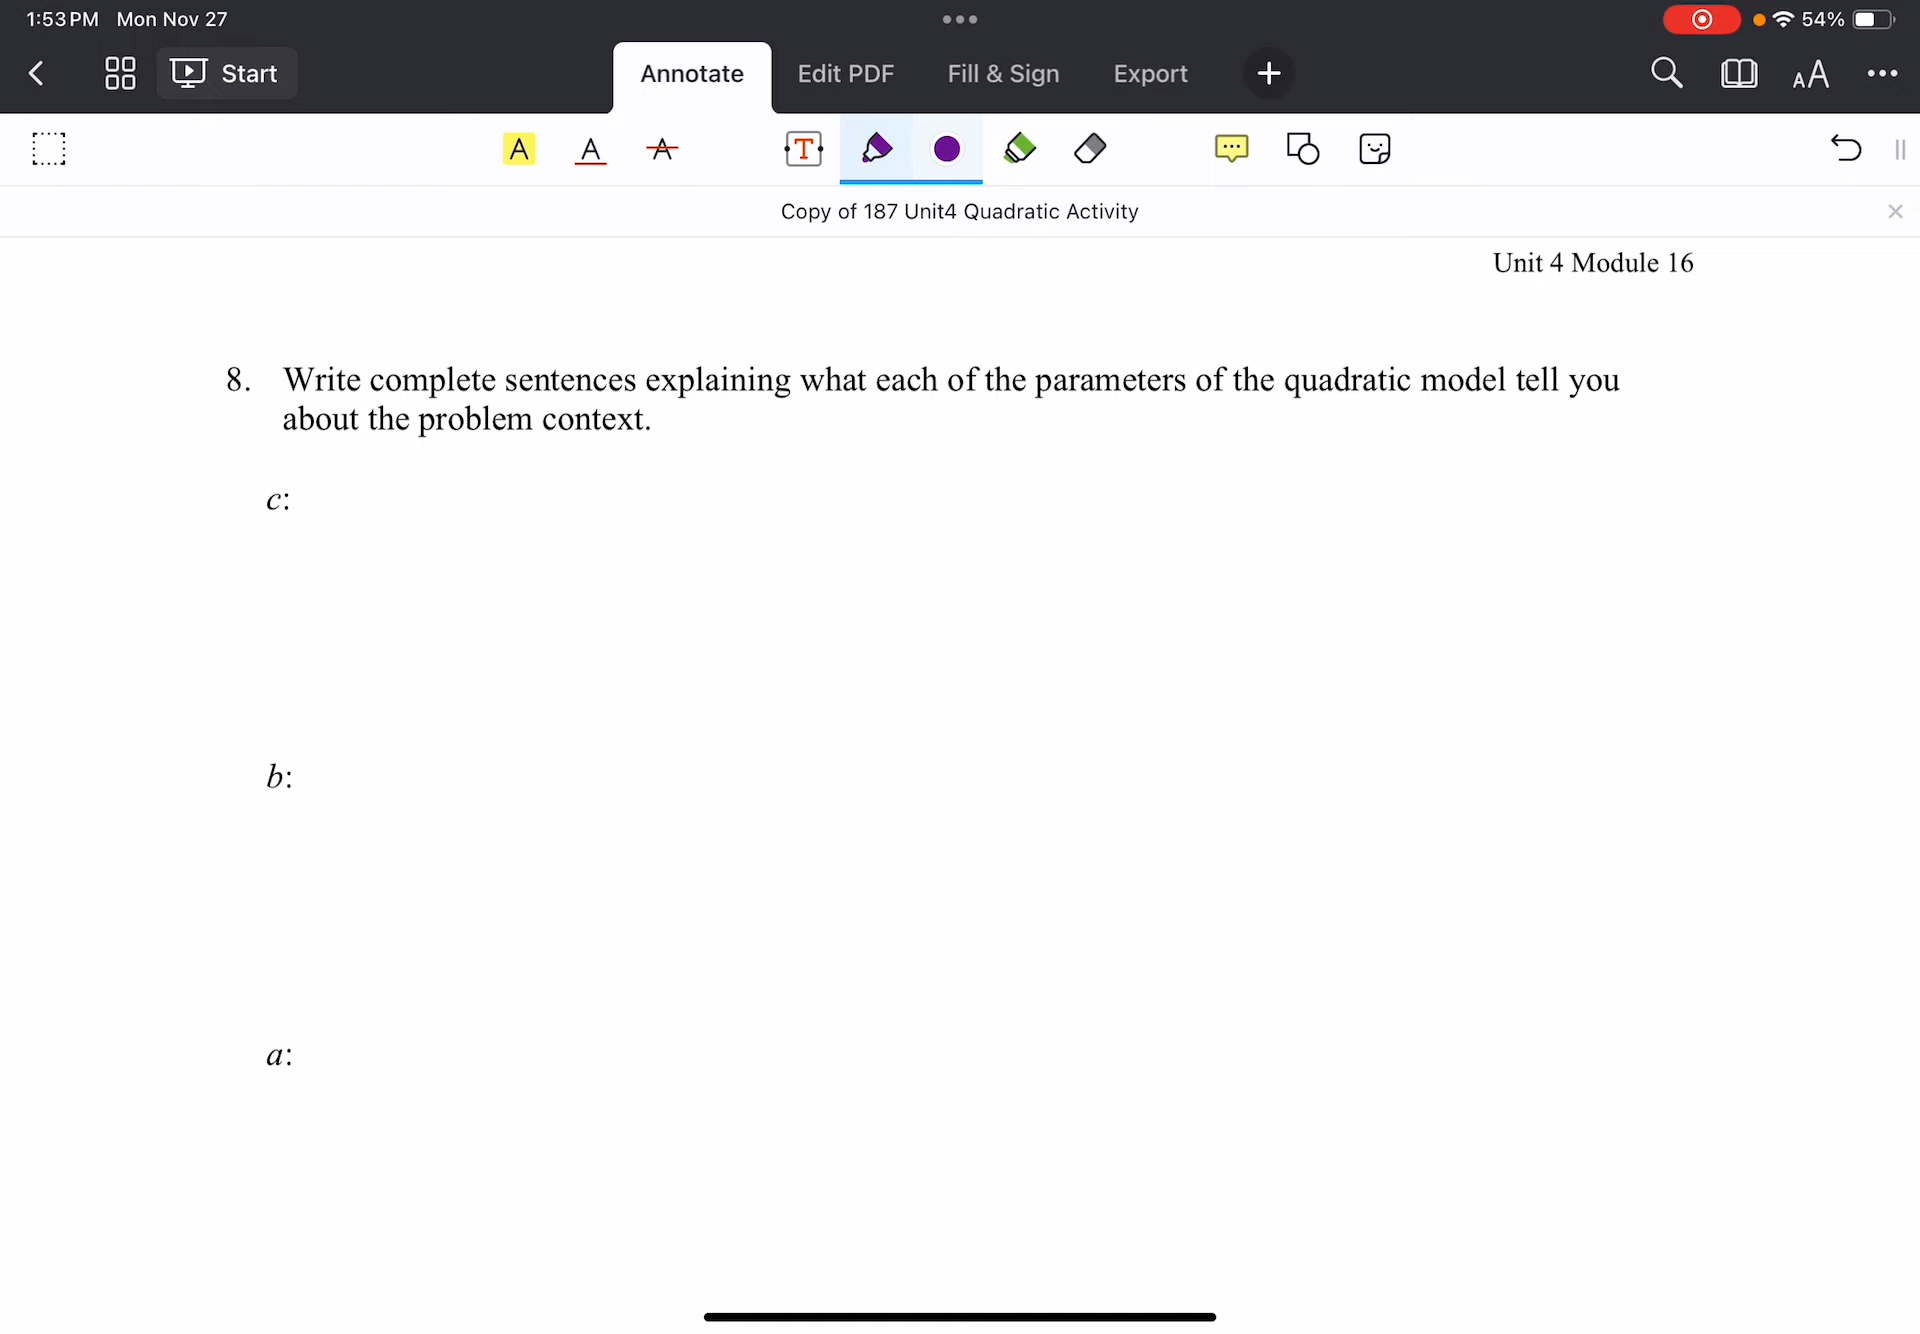 1:53 PM Mon Nov 27
54%
Start
Annotate
Edit PDF
Fill & Sign
Export
AA
A
A
A
T
Copy of 187 Unit4 Quadratic Activity
Unit 4 Module 16
8. Write complete sentences explaining what each of the parameters of the quadratic model tell you
about the problem context.
c:
b:
a: